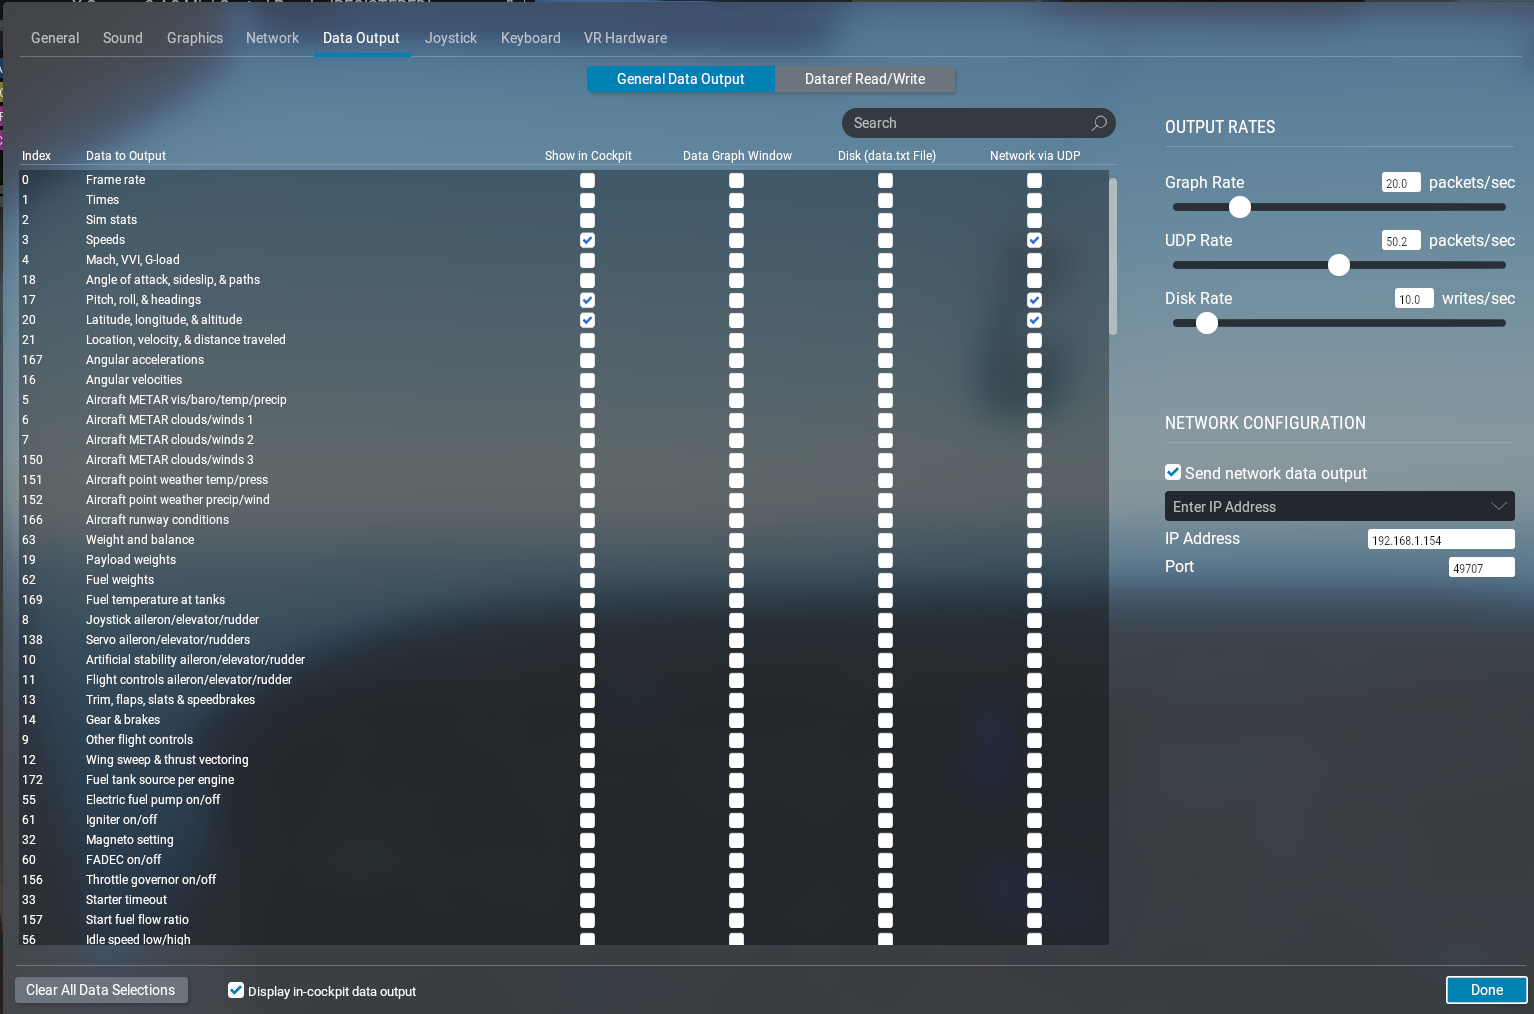 General Sound Graphics Network Data Output Joystick Keyboard VR Hardware
General Data Output Dataref Read/Write
Search
Index Data to Output Show in Cockpit Data Graph Window Disk (data.txt File) Network via UDP
0 Frame rate
1 Times
2 Sim stats
3 Speeds
4 Mach, VVI, G-load
18 Angle of attack, sideslip, & paths
17 Pitch, roll, & headings
20 Latitude, longitude, & altitude
21 Location, velocity, & distance traveled
167 Angular accelerations
16 Angular velocities
5 Aircraft METAR vis/baro/temp/precip
6 Aircraft METAR clouds/winds 1
7 Aircraft METAR clouds/winds 2
150 Aircraft METAR clouds/winds 3
151 Aircraft point weather temp/press
152 Aircraft point weather precip/wind
166 Aircraft runway conditions
63 Weight and balance
19 Payload weights
62 Fuel weights
169 Fuel temperature at tanks
8 Joystick aileron/elevator/rudder
138 Servo aileron/elevator/rudders
10 Artificial stability aileron/elevator/rudder
11 Flight controls aileron/elevator/rudder
13 Trim, flaps, slats & speedbrakes
14 Gear & brakes
9 Other flight controls
12 Wing sweep & thrust vectoring
172 Fuel tank source per engine
55 Electric fuel pump on/off
61 Igniter on/off
32 Magneto setting
60 FADEC on/off
156 Throttle governor on/off
33 Starter timeout
157 Start fuel flow ratio
56 Idle speed low/high
OUTPUT RATES
Graph Rate 20.0 packets/sec
UDP Rate 50.2 packets/sec
Disk Rate 10.0 writes/sec
NETWORK CONFIGURATION
Send network data output
Enter IP Address
IP Address 192.168.1.154
Port 49707
Clear All Data Selections Display in-cockpit data output Done